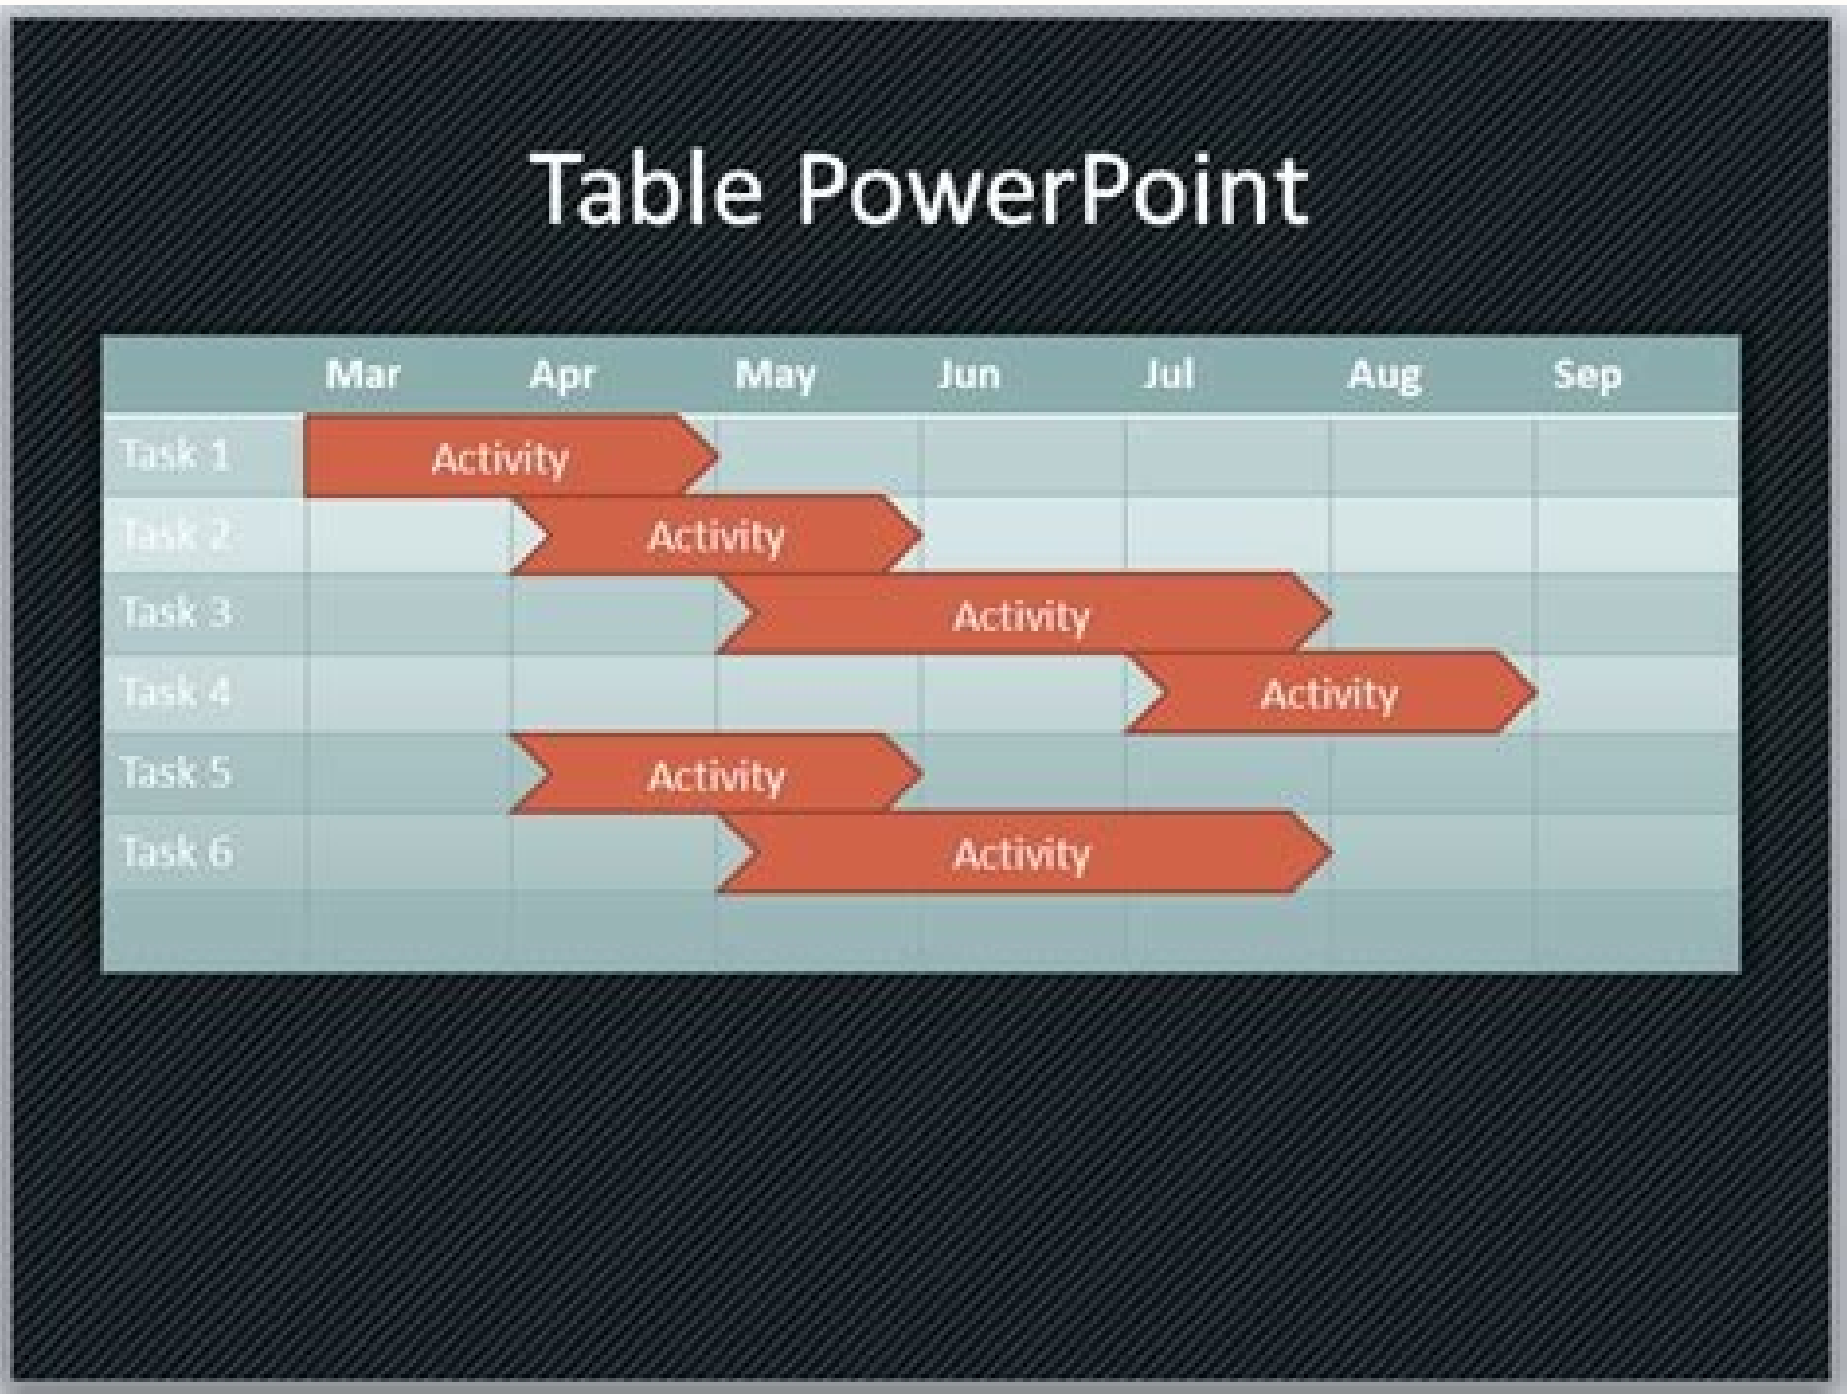 Table PowerPoint
Mar Apr May Jun Jul Aug Sep
Task 1 Activity
Task 2 Activity
Task 3 Activity
Task 4 Activity
Task 5 Activity
Task 6 Activity